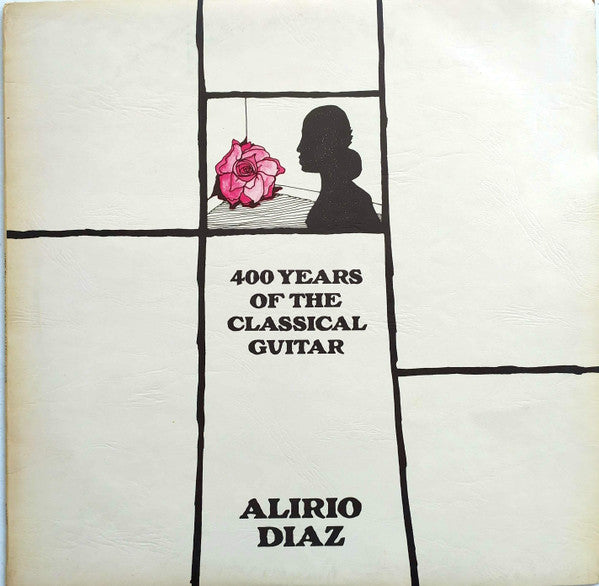 400 YEARS
OF THE
CLASSICAL
GUITAR
ALIRIO
DIAZ